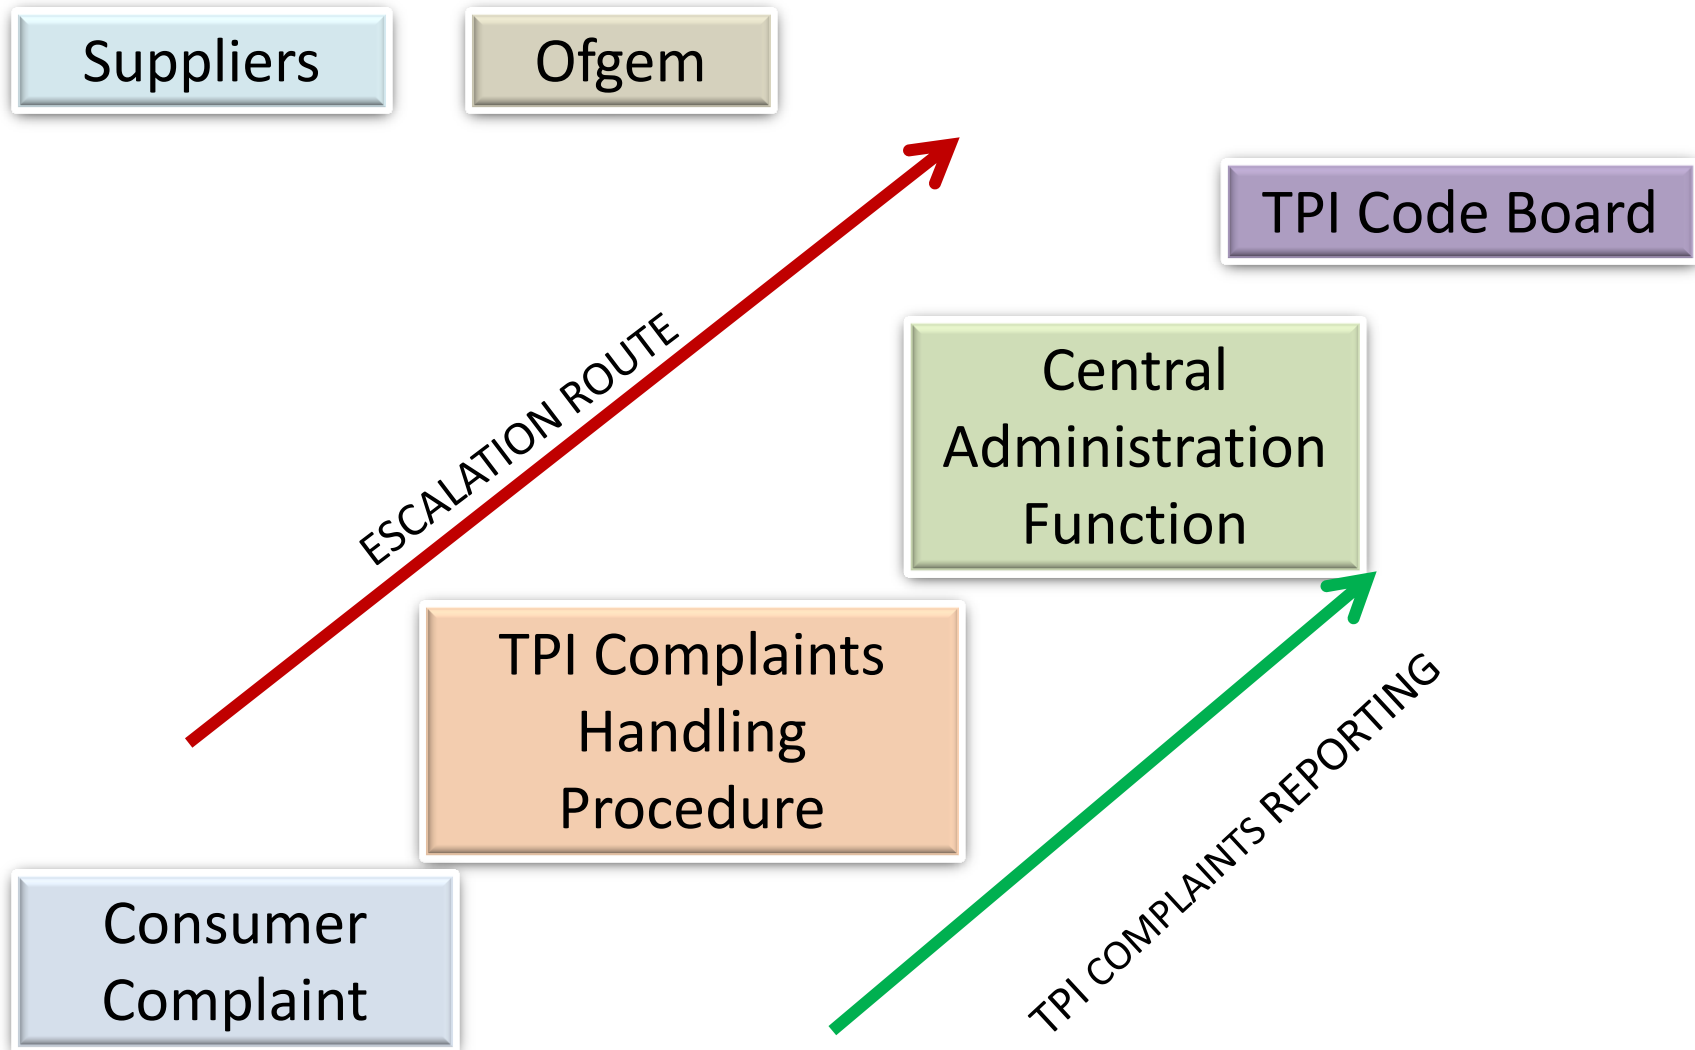 Suppliers
Ofgem
TPI Code Board
ESCALATION ROUTE
Central
Administration
Function
TPI Complaints
Handling
Procedure
TPI COMPLAINTS REPORTING
Consumer
Complaint